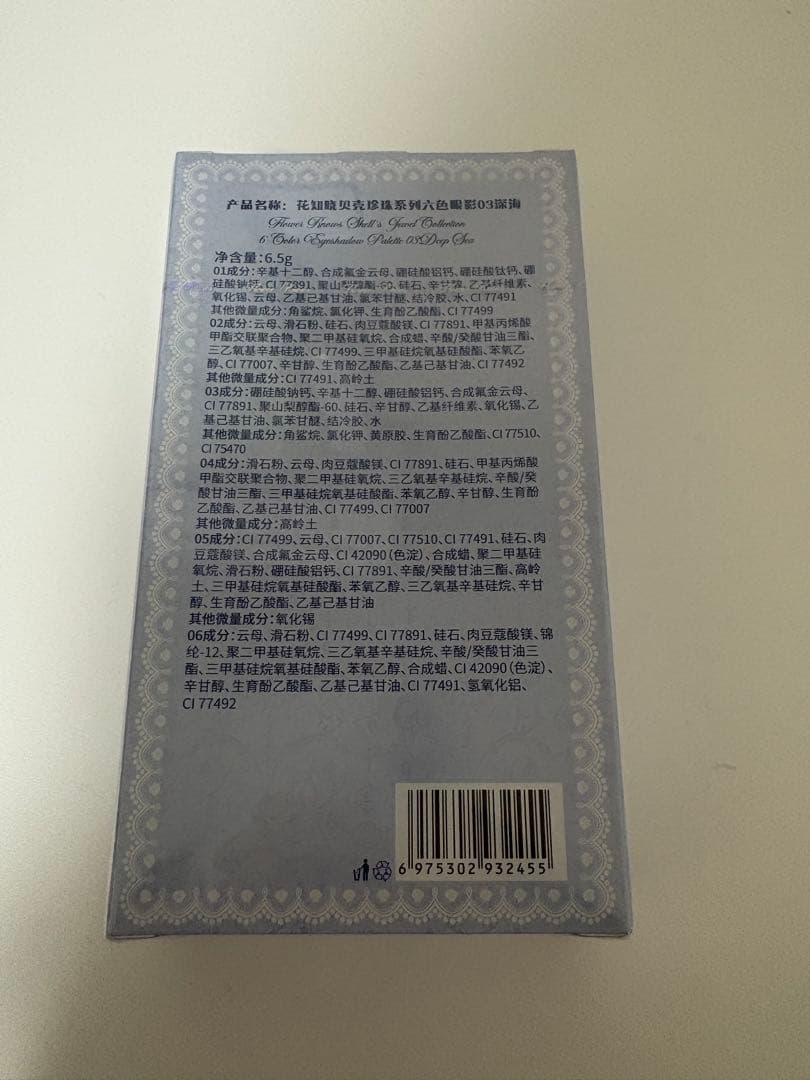 产品名称：花知晓贝壳珍珠系列六色眼影03深海
Flower Knows Shell's Jewel Collection
6 Color Eyeshadow Palette 03Deep Sea
净含量:6.5g
01成分:辛基十二醇、合成氟金云母、硼硅酸铝钙、硼硅酸钛钙、硼
硅酸钠钙、CI 77891、聚山梨醇酯-60、硅石、辛甘醇、乙基纤维素、
氧化锡、云母、乙基己基甘油、氯苯甘醚、结冷胶、水、CI 77491
其他微量成分:角鲨烷、氯化钾、生育酚乙酸酯、CI 77499
02成分:云母、滑石粉、硅石、肉豆蔻酸镁、CI 77891、甲基丙烯酸
甲酯交联聚合物、聚二甲基硅氧烷、合成蜡、辛酸/癸酸甘油三酯、
三乙氧基辛基硅烷、CI 77499、三甲基硅烷氧基硅酸酯、苯氧乙
醇、CI 77007、辛甘醇、生育酚乙酸酯、乙基己基甘油、CI 77492
其他微量成分:CI 77491、高岭土
03成分:硼硅酸钠钙、辛基十二醇、硼硅酸铝钙、合成氟金云母、
CI 77891、聚山梨醇酯-60、硅石、辛甘醇、乙基纤维素、氧化锡、乙
基己基甘油、氯苯甘醚、结冷胶、水
其他微量成分:角鲨烷、氯化钾、黄原胶、生育酚乙酸酯、CI 77510、
CI 75470
04成分:滑石粉、云母、肉豆蔻酸镁、CI 77891、硅石、甲基丙烯酸
甲酯交联聚合物、聚二甲基硅氧烷、三乙氧基辛基硅烷、辛酸/癸
酸甘油三酯、三甲基硅烷氧基硅酸酯、苯氧乙醇、辛甘醇、生育酚
乙酸酯、乙基己基甘油、CI 77499、CI 77007
其他微量成分:高岭土
05成分:CI 77499、云母、CI 77007、CI 77510、CI 77491、硅石、肉
豆蔻酸镁、合成氟金云母、CI 42090（色淀）、合成蜡、聚二甲基硅
氧烷、滑石粉、硼硅酸铝钙、CI 77891、辛酸/癸酸甘油三酯、高岭
土、三甲基硅烷氧基硅酸酯、苯氧乙醇、三乙氧基辛基硅烷、辛甘
醇、生育酚乙酸酯、乙基己基甘油
其他微量成分:氧化锡
06成分:云母、滑石粉、CI 77499、CI 77891、硅石、肉豆蔻酸镁、锦
纶-12、聚二甲基硅氧烷、三乙氧基辛基硅烷、辛酸/癸酸甘油三
酯、三甲基硅烷氧基硅酸酯、苯氧乙醇、合成蜡、CI 42090（色淀）、
辛甘醇、生育酚乙酸酯、乙基己基甘油、CI 77491、氢氧化铝、
CI 77492
6 975302 932455